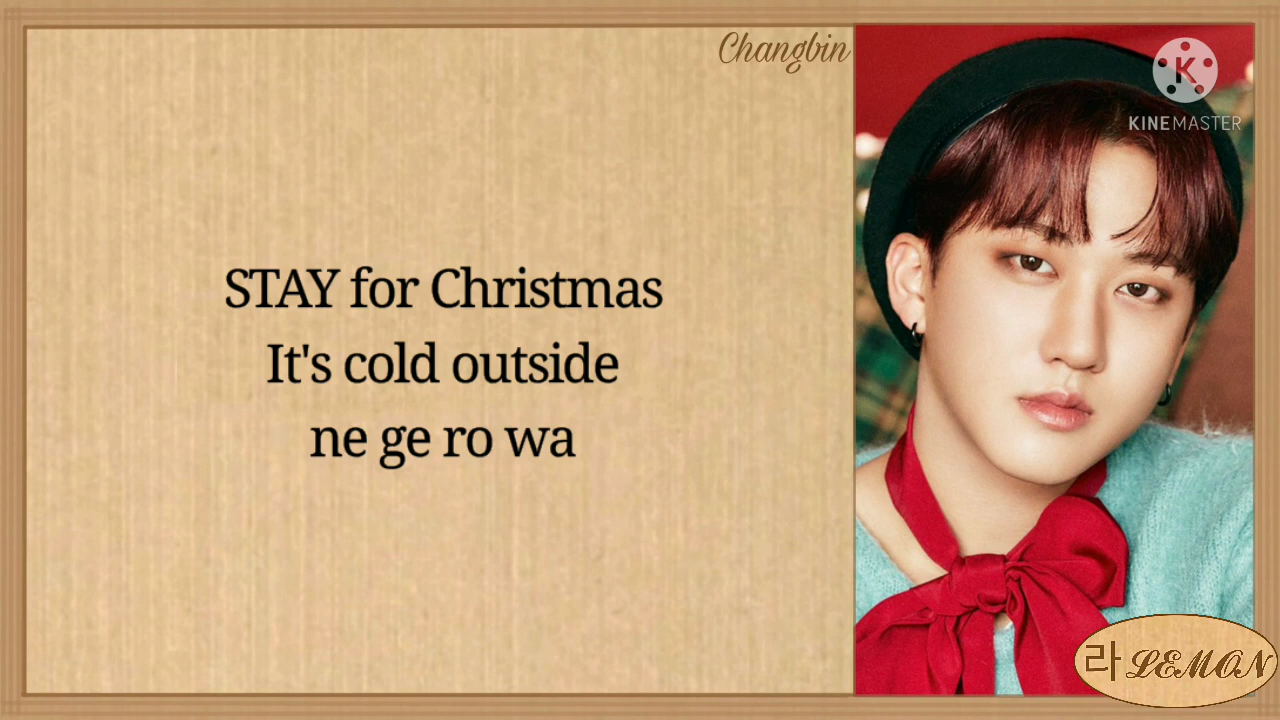 Changbin
K
KINEMASTER
STAY for Christmas
It's cold outside
ne ge ro wa
라 LEMON